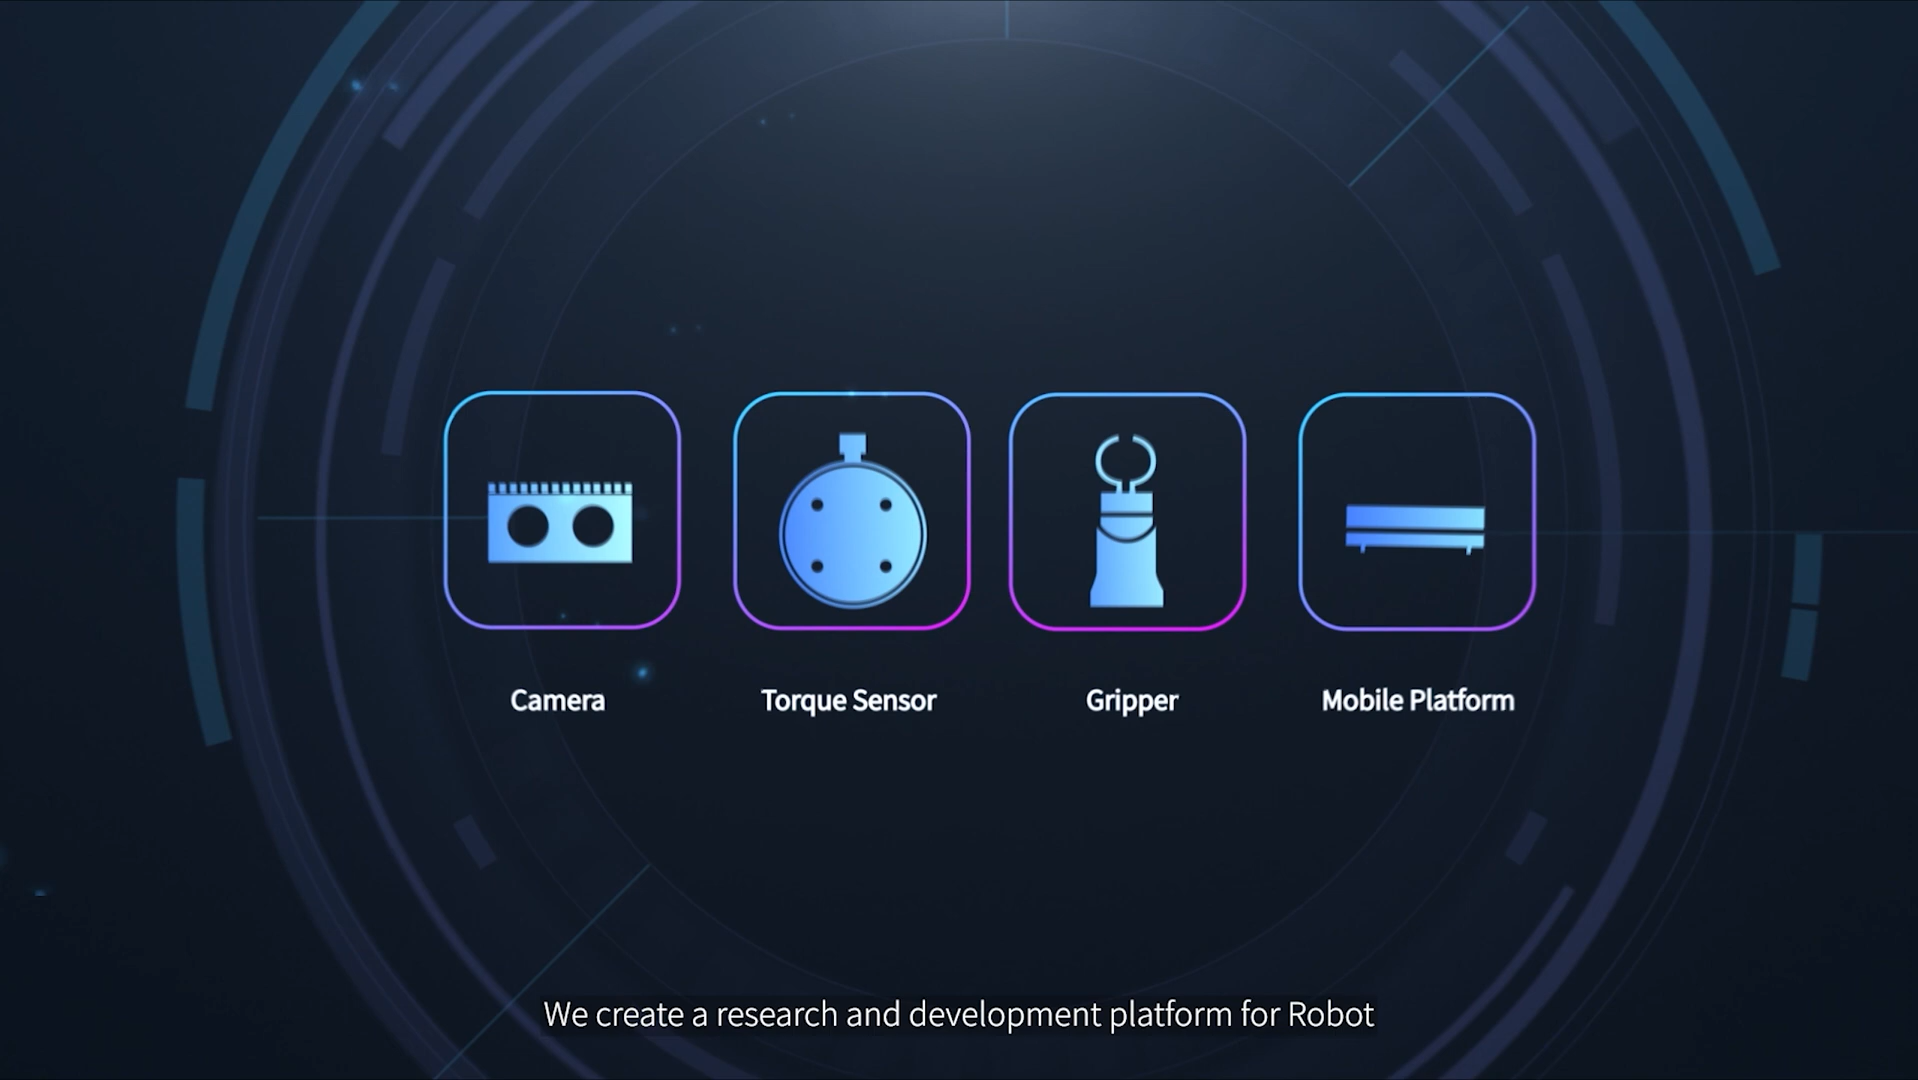 Camera
Torque Sensor
Gripper
Mobile Platform
We create a research and development platform for Robot